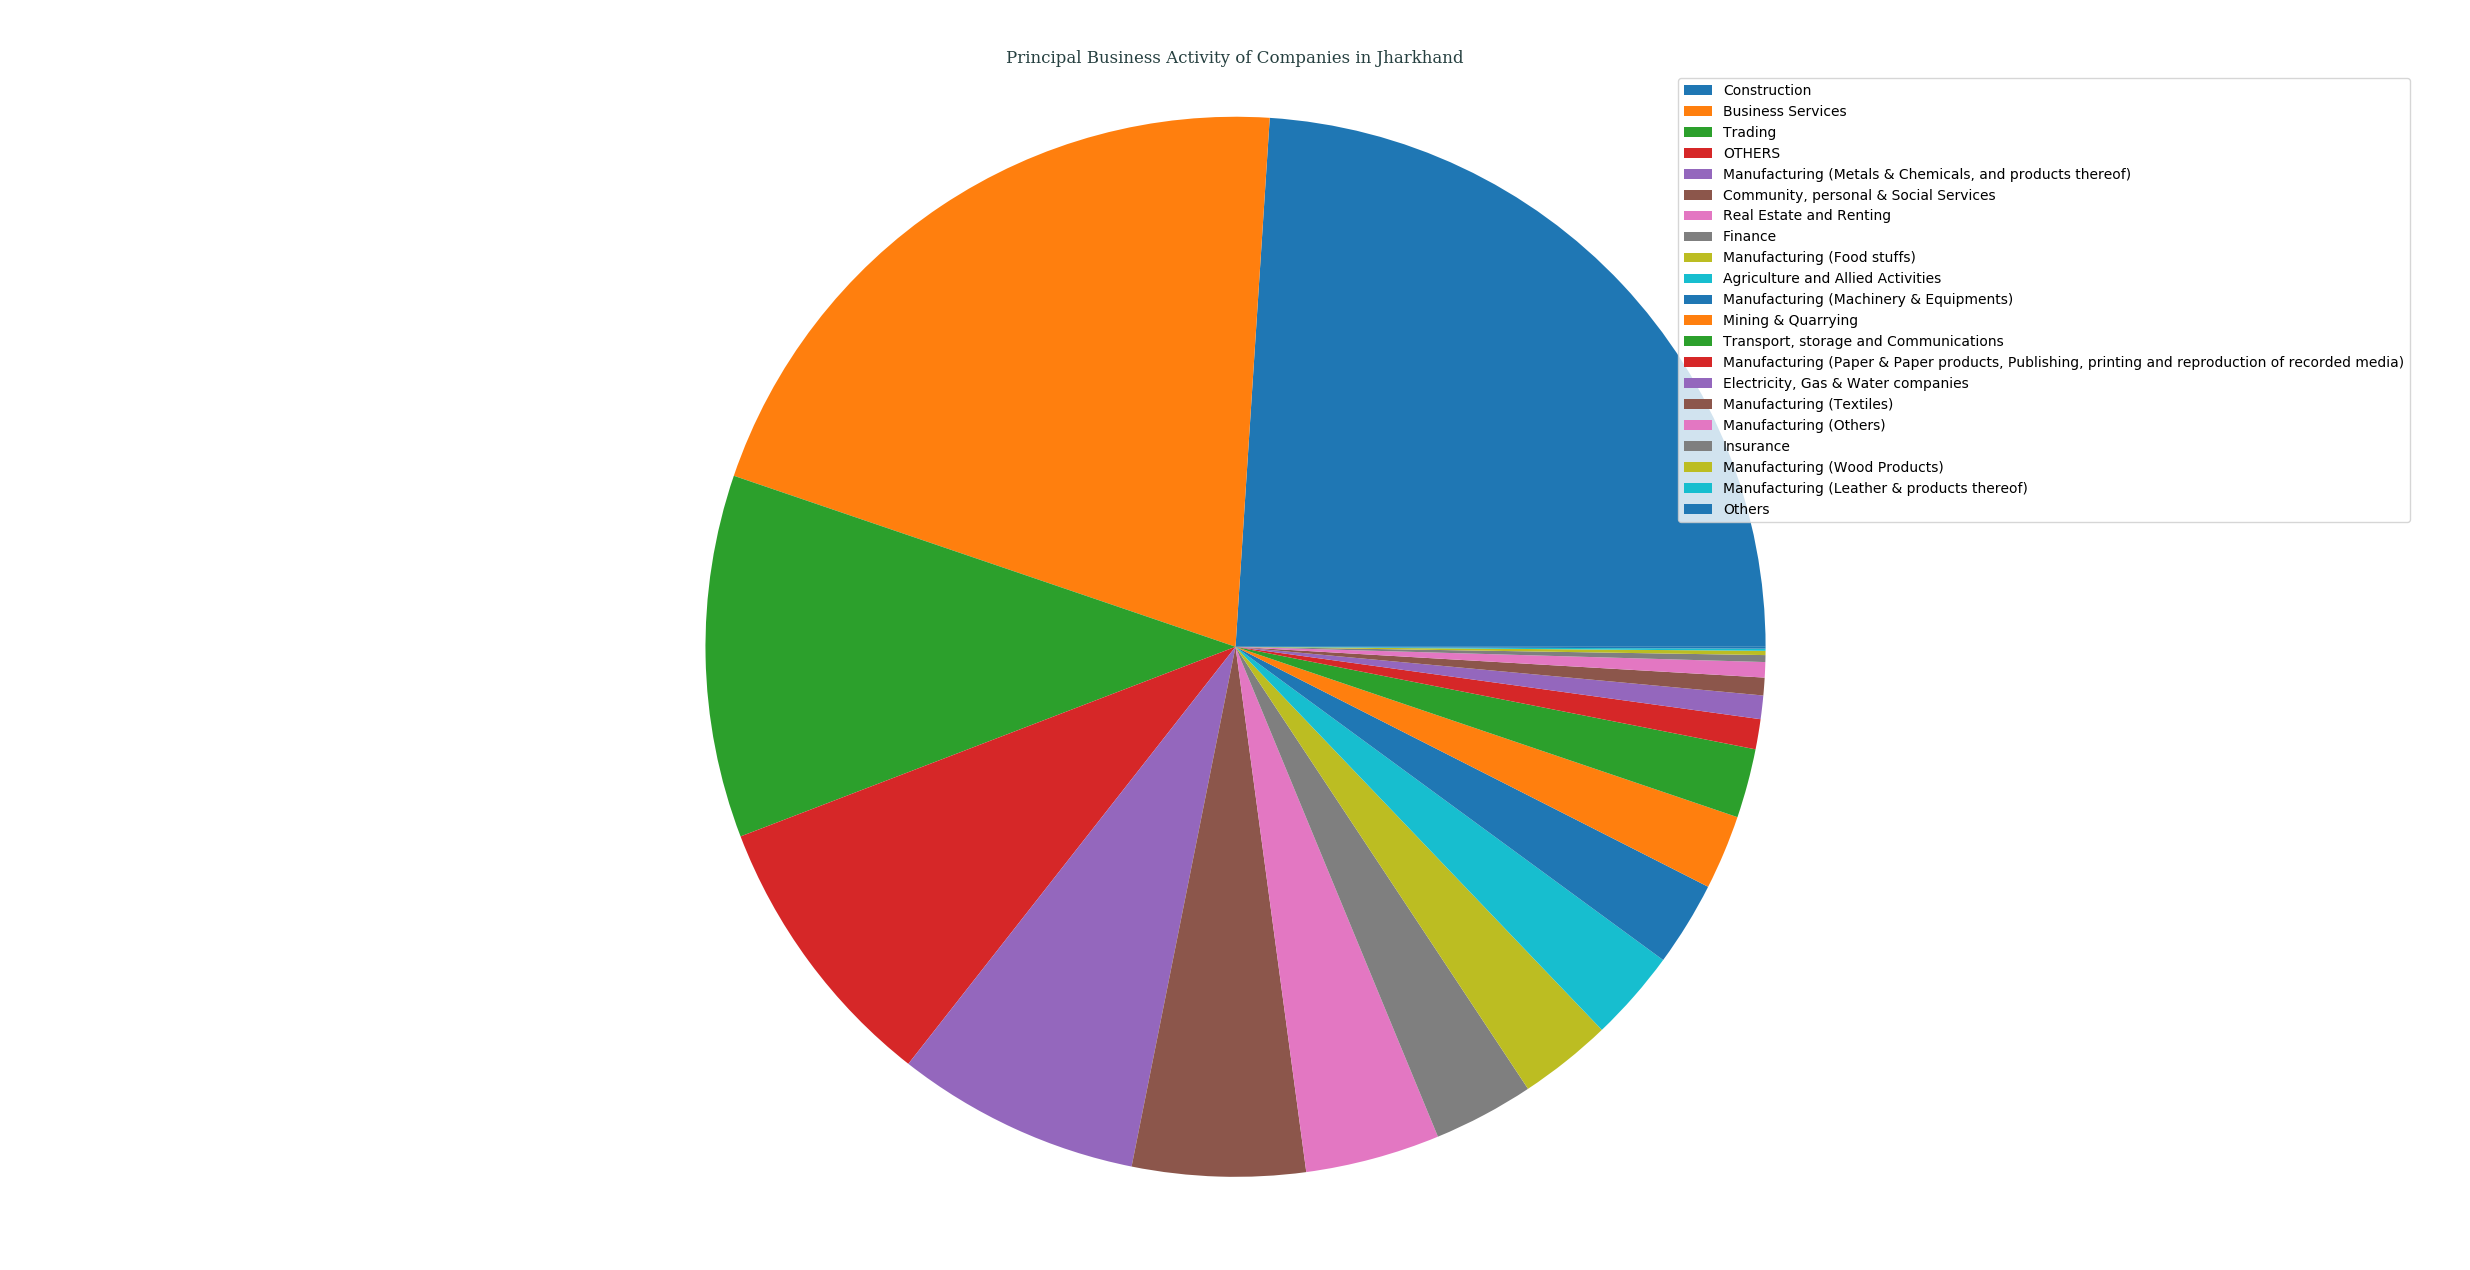 Principal Business Activity of Companies in Jharkhand
Construction
Business Services
Trading
OTHERS
Manufacturing (Metals & Chemicals, and products thereof)
Community, personal & Social Services
Real Estate and Renting
Finance
Manufacturing (Food stuffs)
Agriculture and Allied Activities
Manufacturing (Machinery & Equipments)
Mining & Quarrying
Transport, storage and Communications
Manufacturing (Paper & Paper products, Publishing, printing and reproduction of recorded media)
Electricity, Gas & Water companies
Manufacturing (Textiles)
Manufacturing (Others)
Insurance
Manufacturing (Wood Products)
Manufacturing (Leather & products thereof)
Others